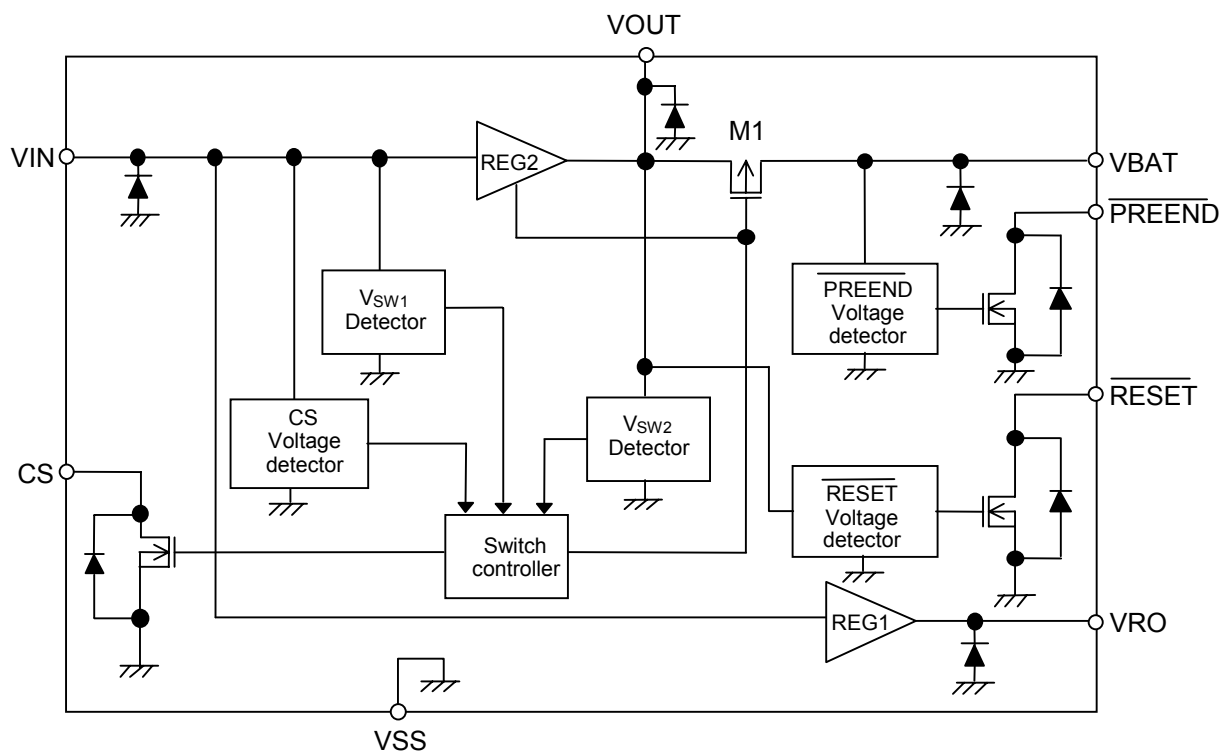 VOUT
M1
VIN
REG2
VBAT
PREEND
VSW1
Detector
PREEND
Voltage
detector
RESET
CS
Voltage
detector
VSW2
Detector
CS
RESET
Voltage
detector
Switch
controller
REG1
VRO
VSS